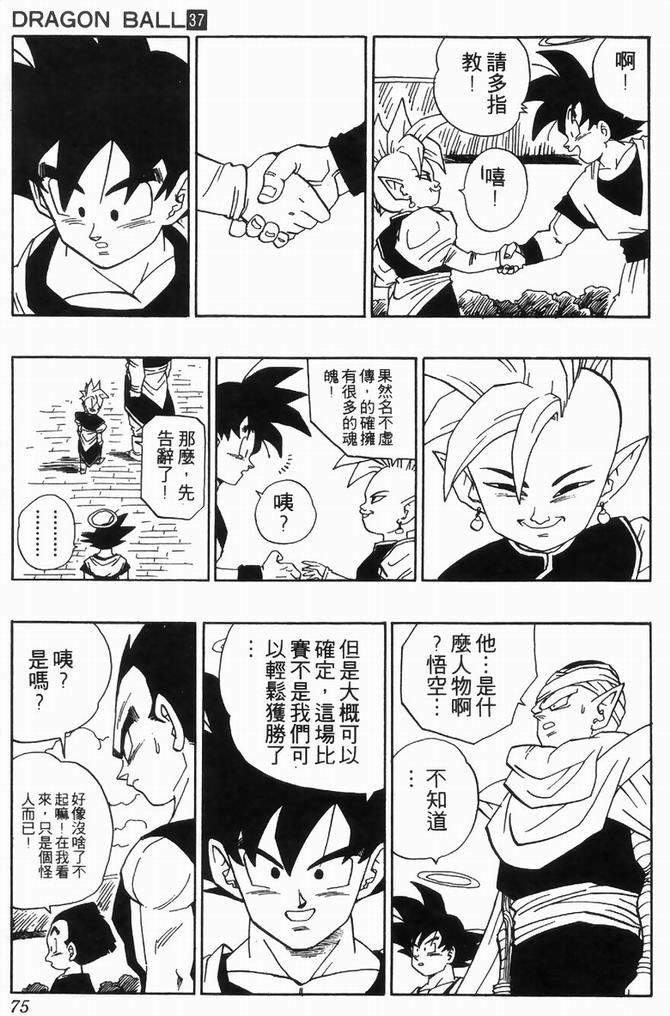 DRAGON BALL 37
啊！
請多指
教！
嘻！
果然名不虛
傳，的確擁
有很多的魂
魄！
咦？
那麼，先
告辭了！
………
他…是什
麼人物啊
？悟空…
不知道
…
但是大概可以
確定，這場比
賽不是我們可
以輕鬆獲勝了
…
咦？
是嗎？
好像沒啥了不
起嘛！在我看
來，只是個怪
人而已！
75